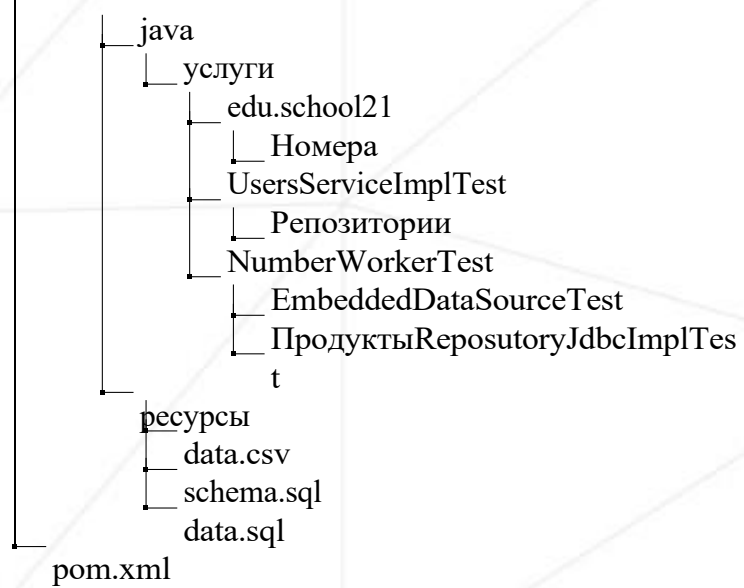 java
услуги
edu.school21
Номера
UsersServiceImplTest
Репозитории
NumberWorkerTest
EmbeddedDataSourceTest
ПродуктыReposutoryJdbcImplTes
t
ресурсы
data.csv
schema.sql
data.sql
pom.xml